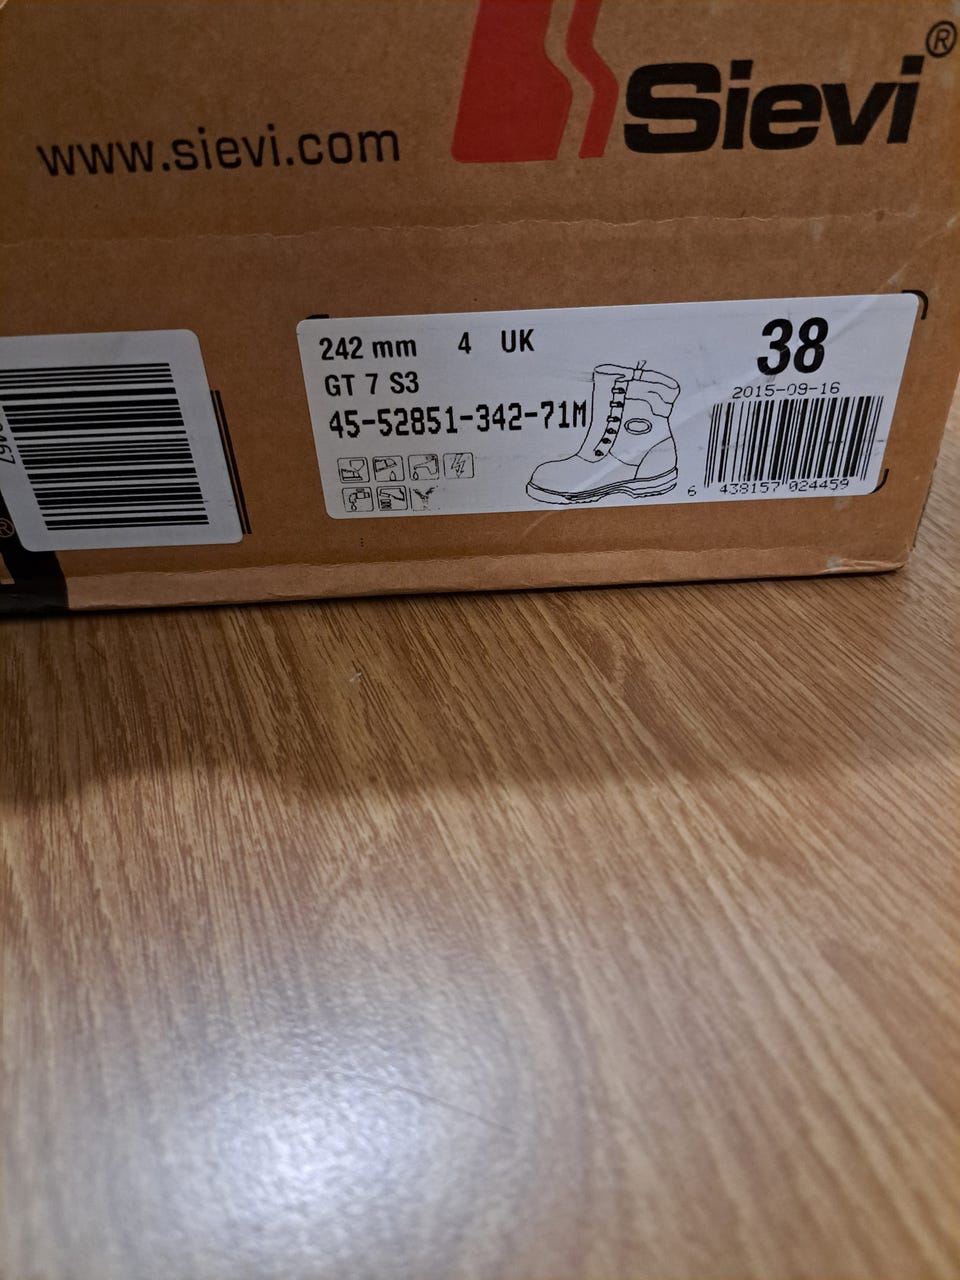 www.sievi.com
Sievi®
242 mm 4 UK
GT 7 S3
45-52851-342-71M
38
2015-09-16
6 438157 024459
®